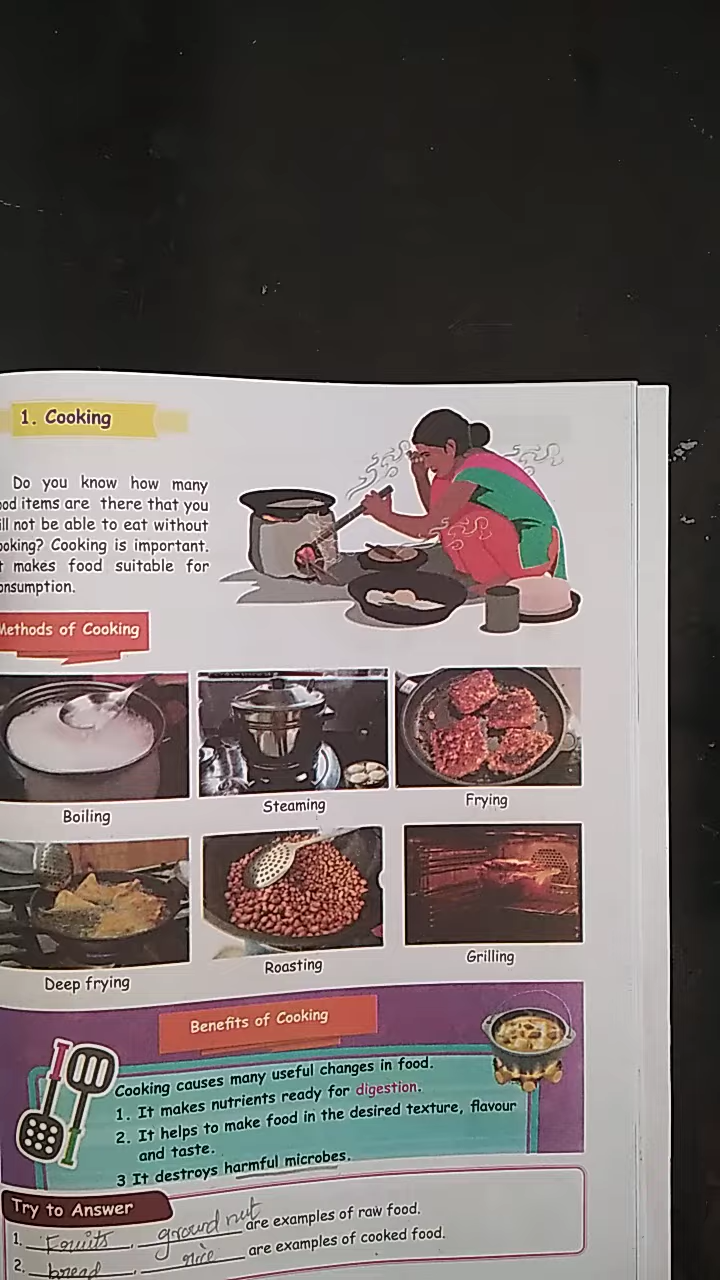 1. Cooking
Do you know how many
ood items are there that you
ill not be able to eat without
ooking? Cooking is important.
t makes food suitable for
onsumption.
Methods of Cooking
Boiling
Steaming
Frying
Deep frying
Roasting
Grilling
Benefits of Cooking
Cooking causes many useful changes in food.
1. It makes nutrients ready for digestion.
2. It helps to make food in the desired texture, flavour
and taste.
3 It destroys harmful microbes.
Try to Answer
1. Fruits, ground nut are examples of raw food.
2. bread, rice are examples of cooked food.